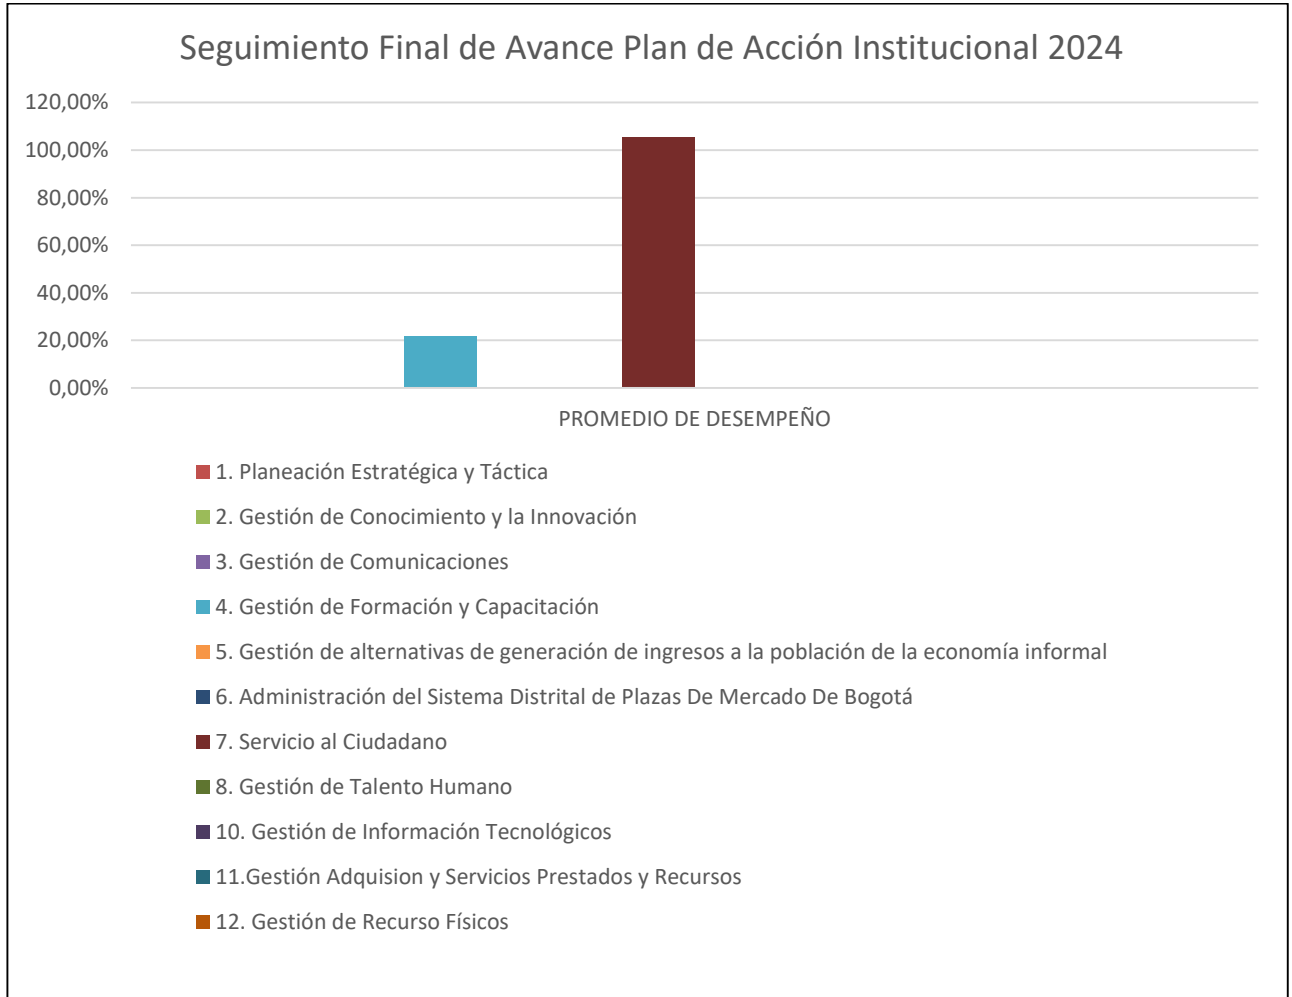 Seguimiento Final de Avance Plan de Acción Institucional 2024
120,00%
100,00%
80,00%
60,00%
40,00%
20,00%
0,00%
PROMEDIO DE DESEMPEÑO
1. Planeación Estratégica y Táctica
2. Gestión de Conocimiento y la Innovación
3. Gestión de Comunicaciones
4. Gestión de Formación y Capacitación
5. Gestión de alternativas de generación de ingresos a la población de la economía informal
6. Administración del Sistema Distrital de Plazas De Mercado De Bogotá
7. Servicio al Ciudadano
8. Gestión de Talento Humano
10. Gestión de Información Tecnológicos
11.Gestión Adquision y Servicios Prestados y Recursos
12. Gestión de Recurso Físicos